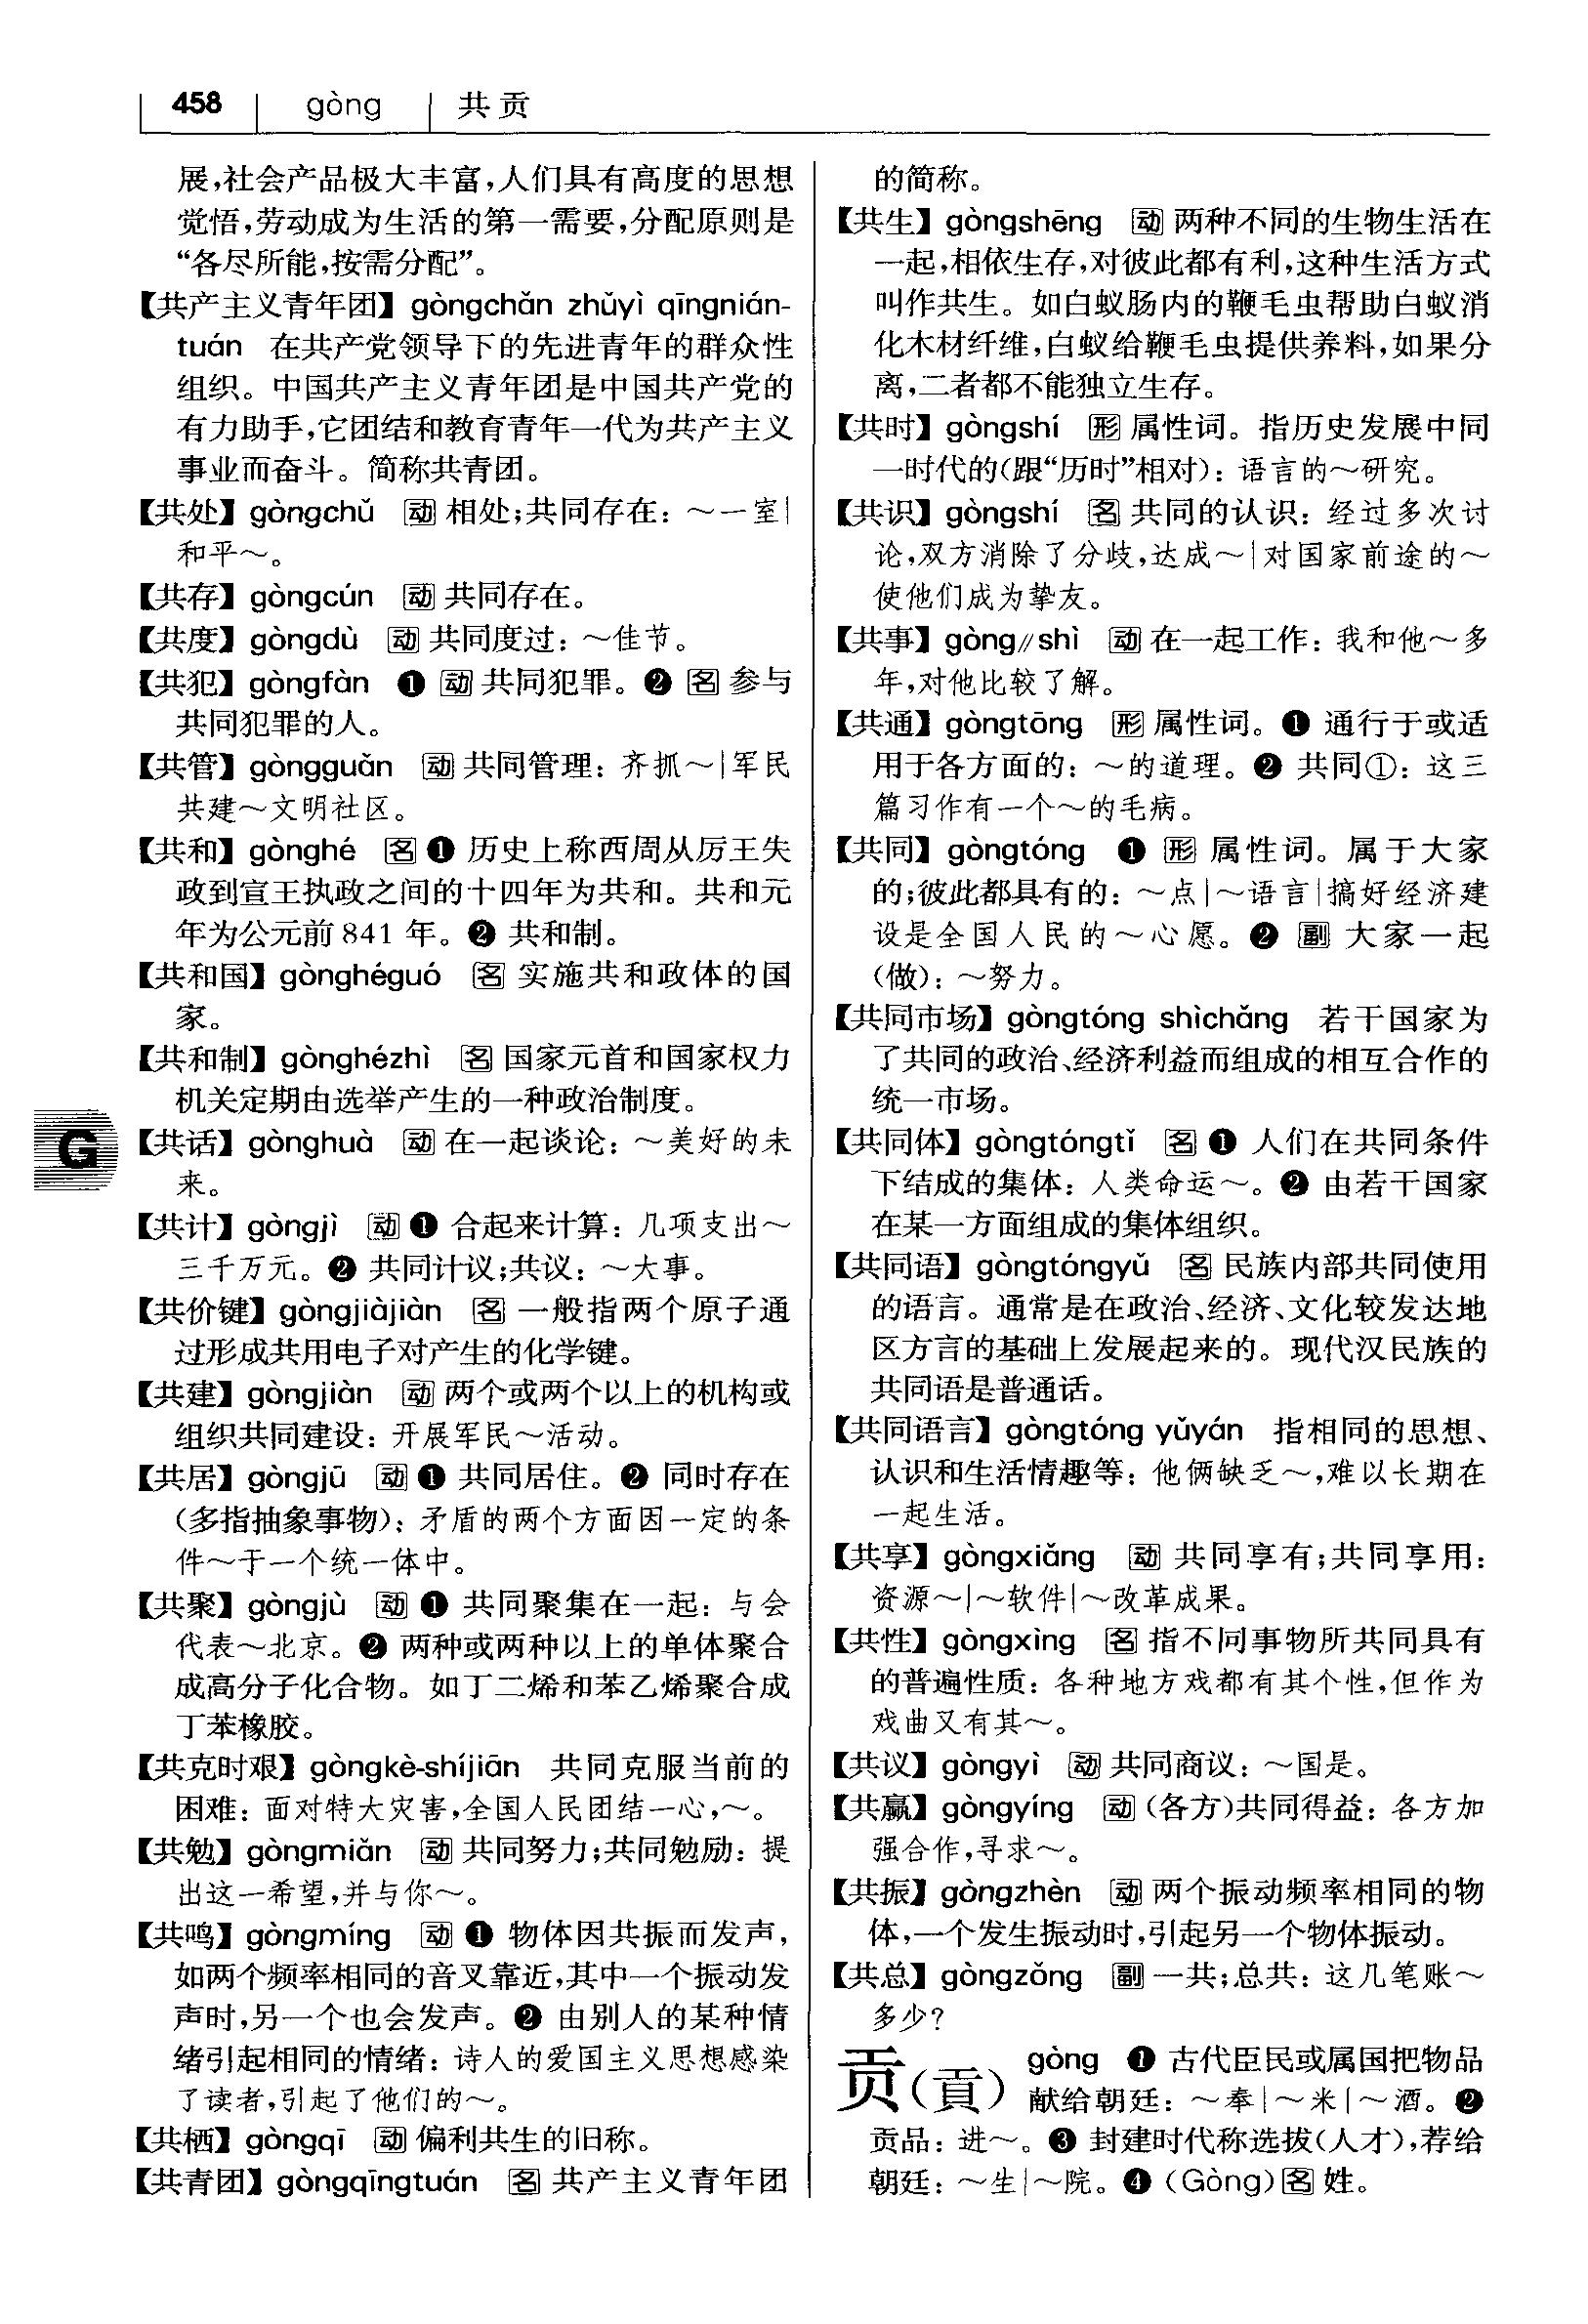 458 gòng 共贡
展,社会产品极大丰富,人们具有高度的思想
觉悟,劳动成为生活的第一需要,分配原则是
“各尽所能,按需分配”。
【共产主义青年团】gòngchǎn zhǔyì qīngnián-
tuán 在共产党领导下的先进青年的群众性
组织。中国共产主义青年团是中国共产党的
有力助手,它团结和教育青年一代为共产主义
事业而奋斗。简称共青团。
【共处】gòngchǔ 动 相处;共同存在:～一室|
和平～。
【共存】gòngcún 动 共同存在。
【共度】gòngdù 动 共同度过:～佳节。
【共犯】gòngfàn ❶ 动 共同犯罪。❷ 名 参与
共同犯罪的人。
【共管】gòngguǎn 动 共同管理:齐抓～|军民
共建～文明社区。
【共和】gònghé 名 ❶ 历史上称西周从厉王失
政到宣王执政之间的十四年为共和。共和元
年为公元前841年。❷ 共和制。
【共和国】gònghéguó 名 实施共和政体的国
家。
【共和制】gònghézhì 名 国家元首和国家权力
机关定期由选举产生的一种政治制度。
G
【共话】gònghuà 动 在一起谈论:～美好的未
来。
【共计】gòngjì 动 ❶ 合起来计算:几项支出～
三千万元。❷ 共同计议;共议:～大事。
【共价键】gòngjiàjiàn 名 一般指两个原子通
过形成共用电子对产生的化学键。
【共建】gòngjiàn 动 两个或两个以上的机构或
组织共同建设:开展军民～活动。
【共居】gòngjū 动 ❶ 共同居住。❷ 同时存在
(多指抽象事物):矛盾的两个方面因一定的条
件～于一个统一体中。
【共聚】gòngjù 动 ❶ 共同聚集在一起:与会
代表～北京。❷ 两种或两种以上的单体聚合
成高分子化合物。如丁二烯和苯乙烯聚合成
丁苯橡胶。
【共克时艰】gòngkè-shíjiān 共同克服当前的
困难:面对特大灾害,全国人民团结一心,～。
【共勉】gòngmiǎn 动 共同努力;共同勉励:提
出这一希望,并与你～。
【共鸣】gòngmíng 动 ❶ 物体因共振而发声,
如两个频率相同的音叉靠近,其中一个振动发
声时,另一个也会发声。❷ 由别人的某种情
绪引起相同的情绪:诗人的爱国主义思想感染
了读者,引起了他们的～。
【共栖】gòngqī 动 偏利共生的旧称。
【共青团】gòngqīngtuán 名 共产主义青年团
的简称。
【共生】gòngshēng 动 两种不同的生物生活在
一起,相依生存,对彼此都有利,这种生活方式
叫作共生。如白蚁肠内的鞭毛虫帮助白蚁消
化木材纤维,白蚁给鞭毛虫提供养料,如果分
离,二者都不能独立生存。
【共时】gòngshí 形 属性词。指历史发展中同
一时代的(跟“历时”相对):语言的～研究。
【共识】gòngshí 名 共同的认识:经过多次讨
论,双方消除了分歧,达成～|对国家前途的～
使他们成为挚友。
【共事】gòng//shì 动 在一起工作:我和他～多
年,对他比较了解。
【共通】gòngtōng 形 属性词。❶ 通行于或适
用于各方面的:～的道理。❷ 共同①:这三
篇习作有一个～的毛病。
【共同】gòngtóng ❶ 形 属性词。属于大家
的;彼此都具有的:～点|～语言|搞好经济建
设是全国人民的～心愿。❷ 副 大家一起
(做):～努力。
【共同市场】gòngtóng shìchǎng 若干国家为
了共同的政治、经济利益而组成的相互合作的
统一市场。
【共同体】gòngtóngtǐ 名 ❶ 人们在共同条件
下结成的集体:人类命运～。❷ 由若干国家
在某一方面组成的集体组织。
【共同语】gòngtóngyǔ 名 民族内部共同使用
的语言。通常是在政治、经济、文化较发达地
区方言的基础上发展起来的。现代汉民族的
共同语是普通话。
【共同语言】gòngtóng yǔyán 指相同的思想、
认识和生活情趣等:他俩缺乏～,难以长期在
一起生活。
【共享】gòngxiǎng 动 共同享有;共同享用:
资源～|～软件|～改革成果。
【共性】gòngxìng 名 指不同事物所共同具有
的普遍性质:各种地方戏都有其个性,但作为
戏曲又有其～。
【共议】gòngyì 动 共同商议:～国是。
【共赢】gòngyíng 动 (各方)共同得益:各方加
强合作,寻求～。
【共振】gòngzhèn 动 两个振动频率相同的物
体,一个发生振动时,引起另一个物体振动。
【共总】gòngzǒng 副 一共;总共:这几笔账～
多少?
贡(貢) gòng ❶ 古代臣民或属国把物品
献给朝廷:～奉|～米|～酒。❷
贡品:进～。❸ 封建时代称选拔(人才),荐给
朝廷:～生|～院。❹ (Gòng) 名 姓。